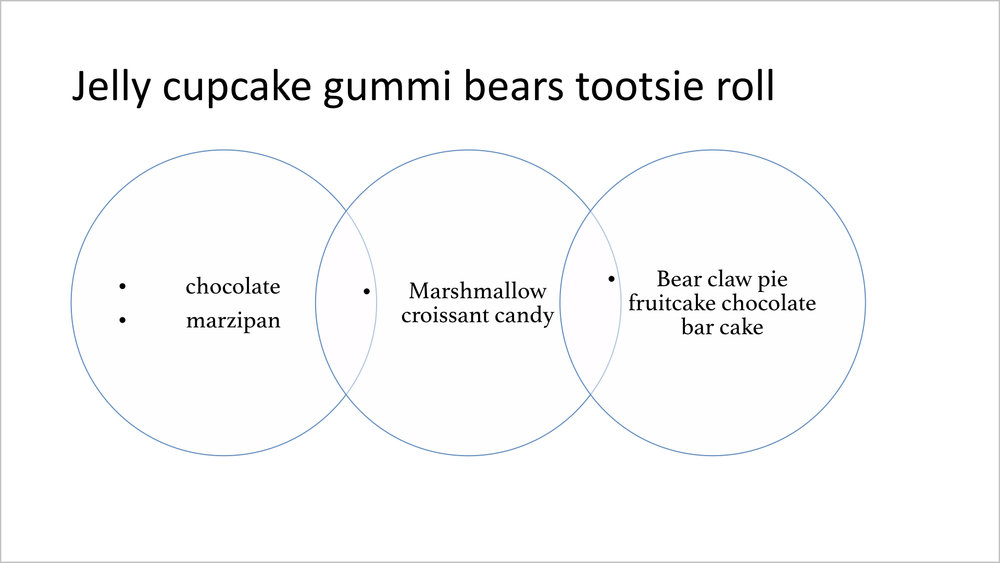 Jelly cupcake gummi bears tootsie roll
• chocolate
• marzipan
• Marshmallow
croissant candy
• Bear claw pie
fruitcake chocolate
bar cake